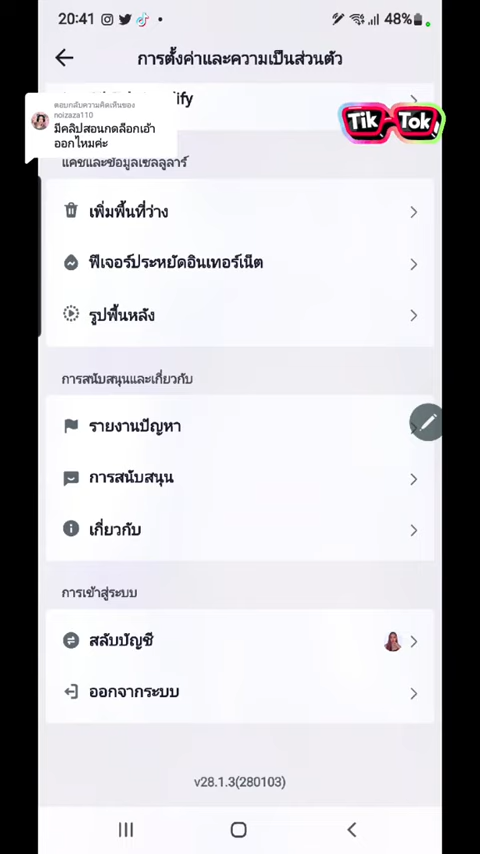 20:41
48%
การตั้งค่าและความเป็นส่วนตัว
ตอบกลับความคิดเห็นของ
noizaza110
มีคลิปสอนกดล็อกเอ้า
ออกไหมค่ะ
Tik Tok
แคชและข้อมูลเซลลูลาร์
เพิ่มพื้นที่ว่าง
ฟีเจอร์ประหยัดอินเทอร์เน็ต
รูปพื้นหลัง
การสนับสนุนและเกี่ยวกับ
รายงานปัญหา
การสนับสนุน
เกี่ยวกับ
การเข้าสู่ระบบ
สลับบัญชี
ออกจากระบบ
v28.1.3(280103)